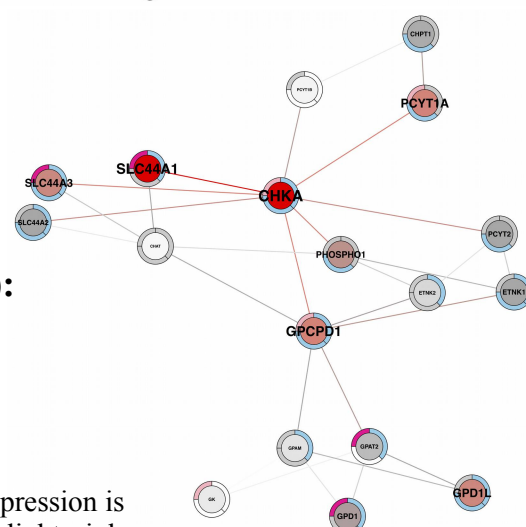 CHPT1
PCYT1B
PCYT1A
SLC44A1
SLC44A3
CHKA
SLC44A2
CHAT
PCYT2
PHOSPHO1
):
ETNK2
ETNK1
GPCPD1
GPAM
GPAT2
GPD1L
GK
pression is
GPD1